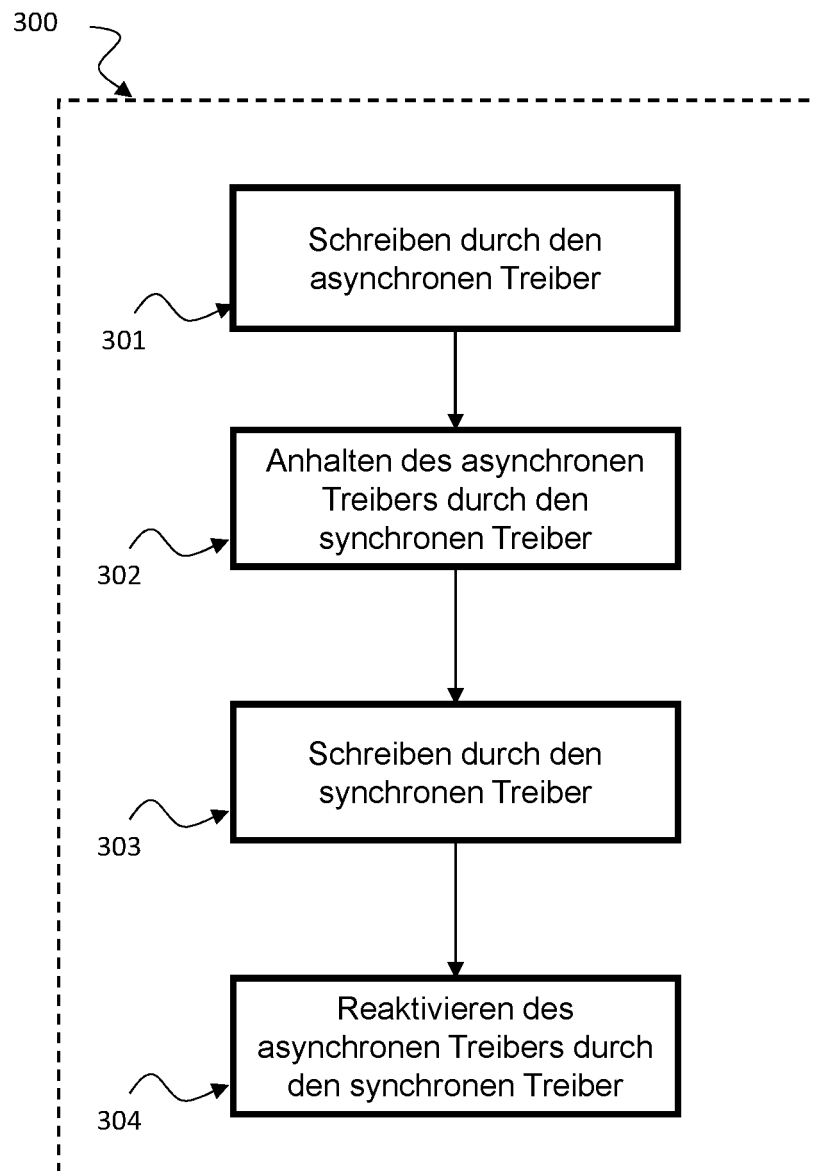 300
Schreiben durch den
asynchronen Treiber
301
Anhalten des asynchronen
Treibers durch den
synchronen Treiber
302
Schreiben durch den
synchronen Treiber
303
Reaktivieren des
asynchronen Treibers durch
den synchronen Treiber
304